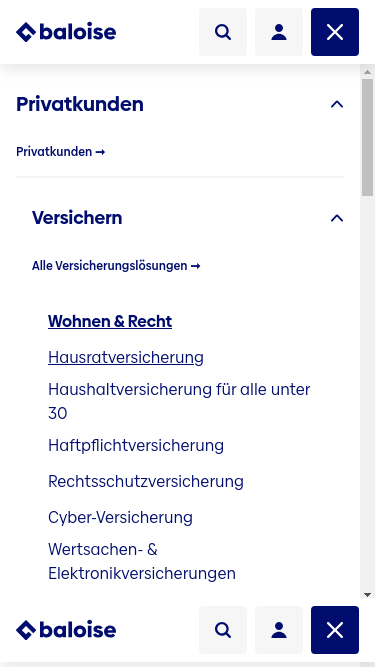 baloise
Privatkunden
Privatkunden →
Versichern
Alle Versicherungslösungen →
Wohnen & Recht
Hausratversicherung
Haushaltversicherung für alle unter
30
Haftpflichtversicherung
Rechtsschutzversicherung
Cyber-Versicherung
Wertsachen- &
Elektronikversicherungen
baloise